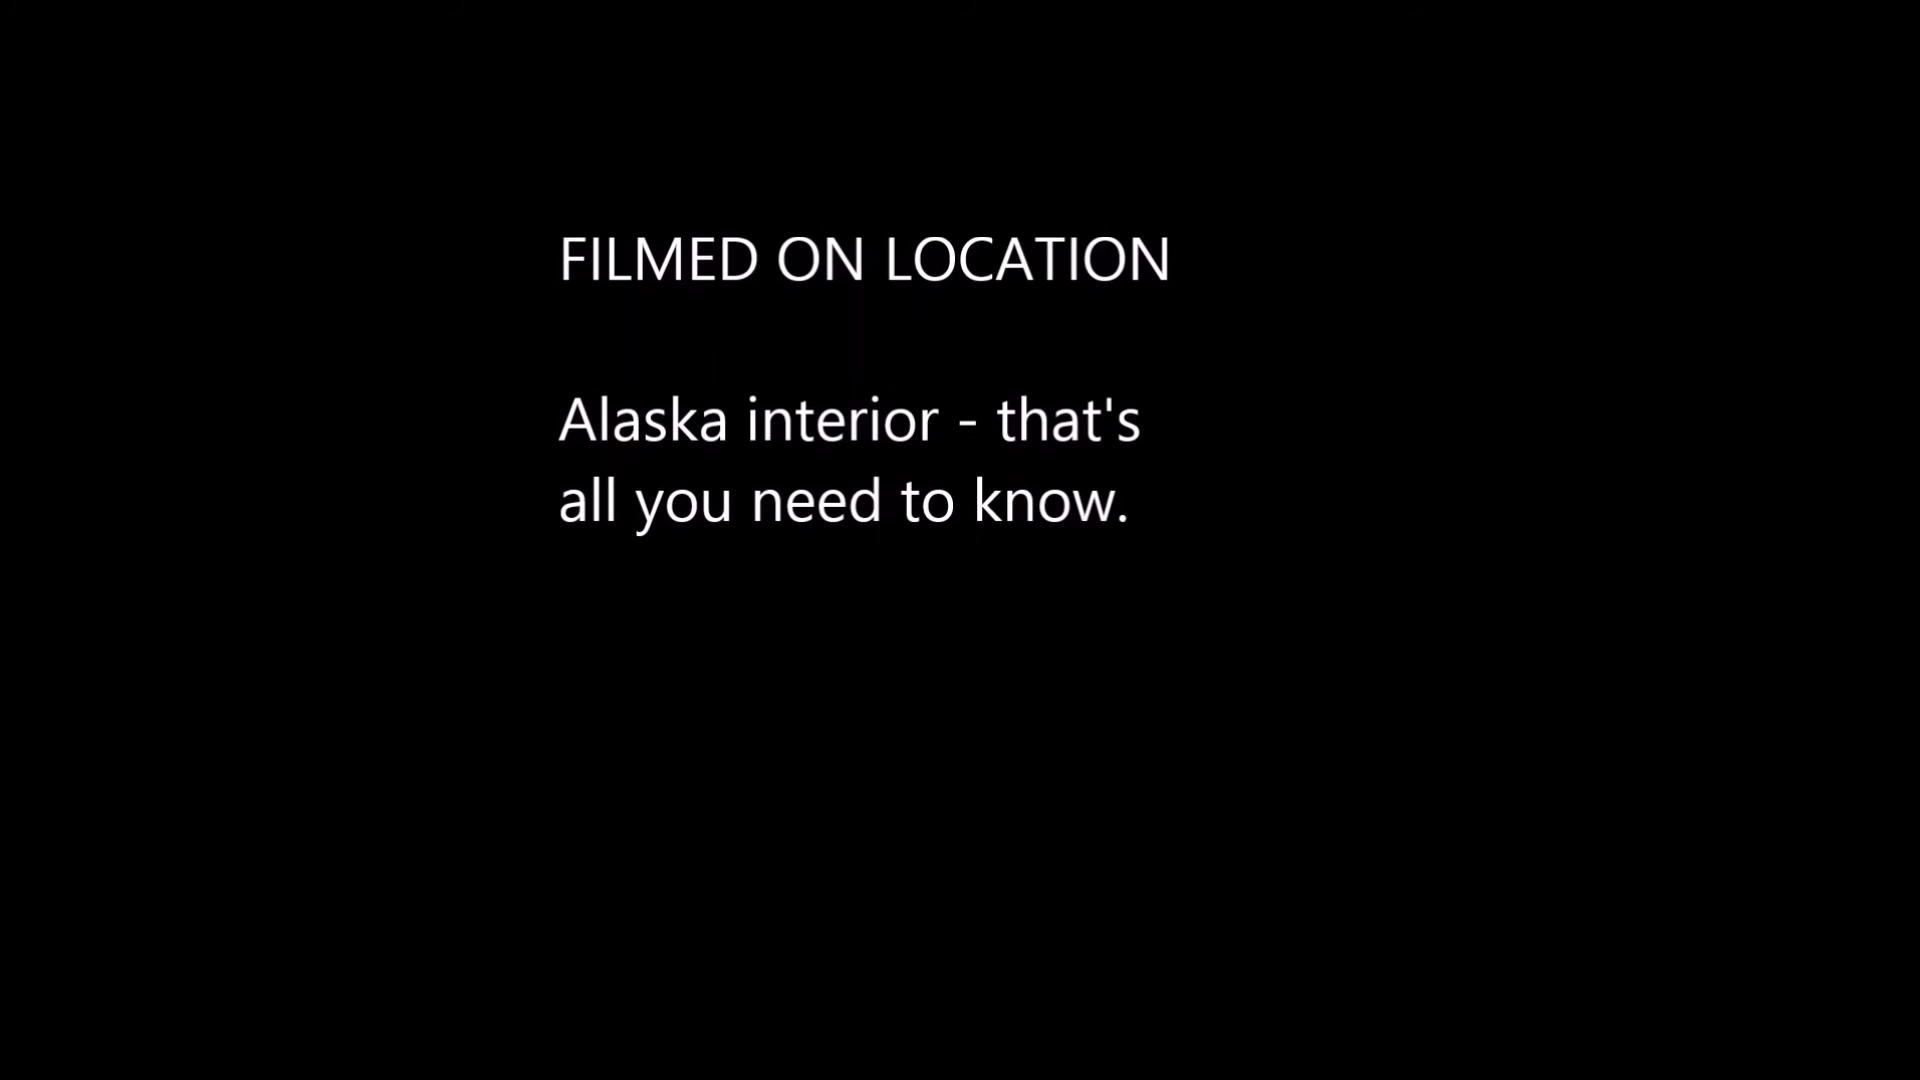 FILMED ON LOCATION
Alaska interior - that's
all you need to know.